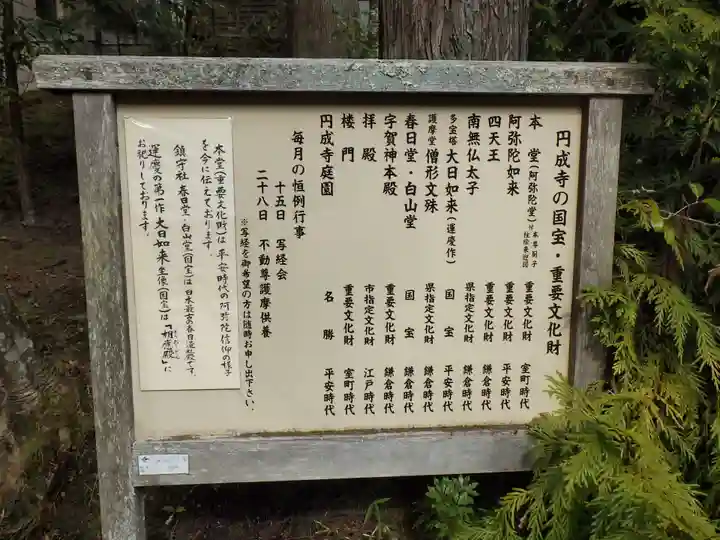 円成寺の国宝・重要文化財
本堂(阿弥陀堂) 付 本尊厨子 柱絵来迎図 重要文化財 室町時代
阿弥陀如来 重要文化財 平安時代
四天王 重要文化財 鎌倉時代
南無仏太子 県指定文化財 鎌倉時代
多宝塔 大日如来(運慶作) 国宝 平安時代
護摩堂 僧形文殊 県指定文化財 鎌倉時代
春日堂・白山堂 国宝 鎌倉時代
宇賀神本殿 重要文化財 鎌倉時代
拝殿 市指定文化財 江戸時代
楼門 重要文化財 室町時代
円成寺庭園 名勝 平安時代
毎月の恒例行事
十五日 写経会
二十八日 不動尊護摩供養
※写経を御希望の方は随時お申し出下さい。
本堂(重要文化財)は平安時代の阿弥陀信仰の様子
を今に伝えております。
鎮守社 春日堂・白山堂(国宝)は日本最古の春日造殿です。
運慶の第一作 大日如来坐像(国宝)は「相應殿」に
お祀りしております。